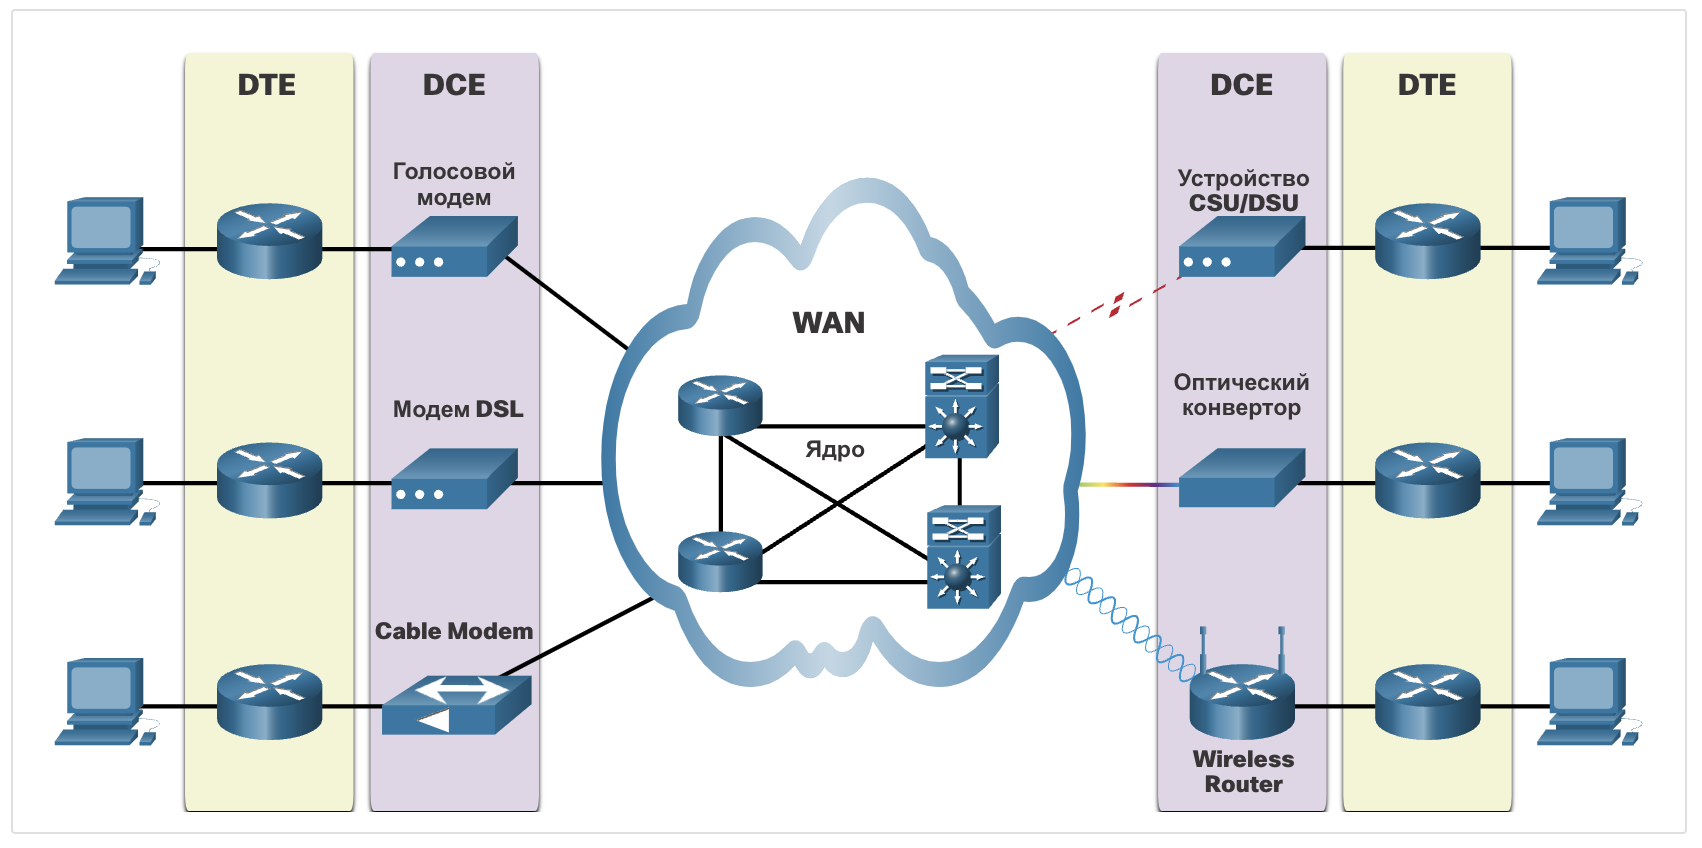 DTE
DCE
DCE
DTE
Голосовой
модем
Устройство
CSU/DSU
WAN
Модем DSL
Оптический
конвертор
Ядро
Cable Modem
Wireless
Router